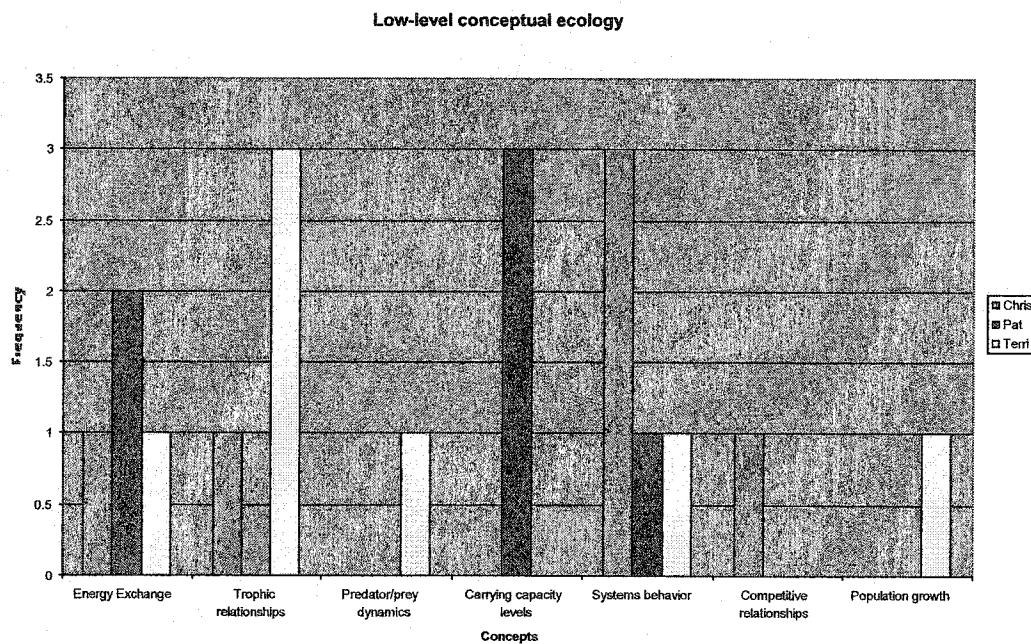 Low-level conceptual ecology
3.5
3
2.5
2
1.5
1
0.5
0
Frequency
Energy Exchange
Trophic
relationships
Predator/prey
dynamics
Carrying capacity
levels
Systems behavior
Competitive
relationships
Population growth
Concepts
Chris
Pat
Terri